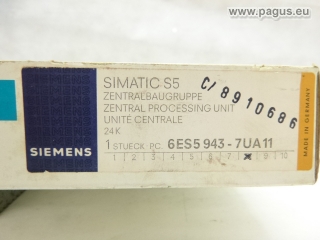 © www.pagus.eu
SIMATIC S5
C/8910686
ZENTRALBAUGRUPPE
ZENTRAL PROCESSING UNIT
UNITÉ CENTRALE
24K
SIEMENS
1 STUECK PC. 6ES5 943-7UA11
1 2 3 4 5 6 7 8 9 10
MADE IN GERMANY